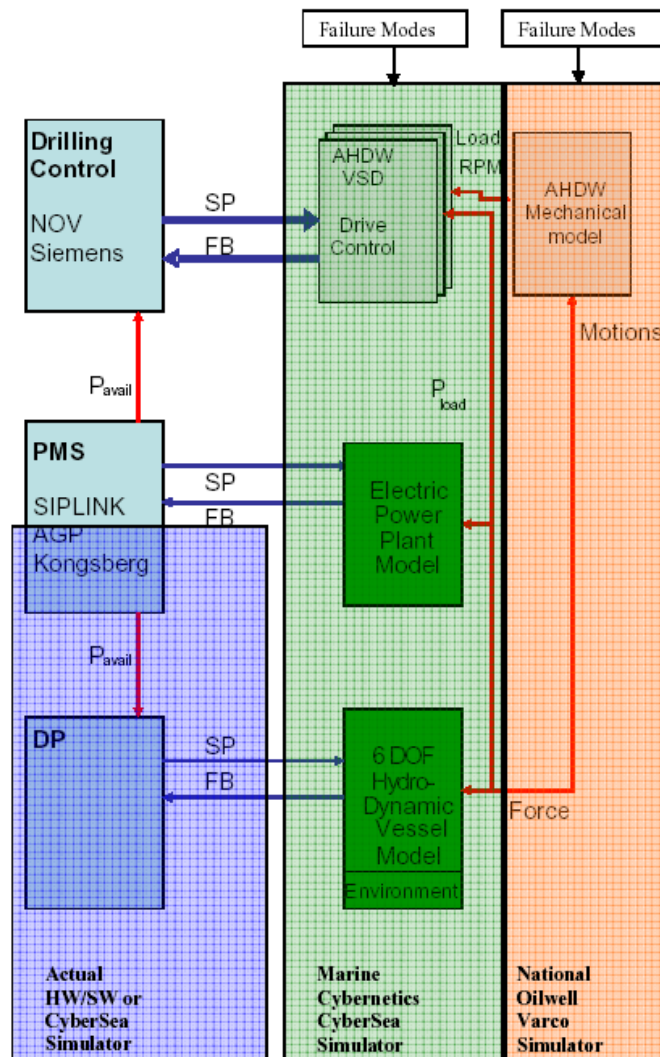 Failure Modes
Failure Modes
Drilling
Control
NOV
Siemens
SP
FB
AHDW
VSD
Drive
Control
Load
RPM
AHDW
Mechanical
model
Motions
Pavail
Pload
PMS
SIPLINK
AGP
Kongsberg
SP
FB
Electric
Power
Plant
Model
Pavail
DP
SP
FB
6 DOF
Hydro-
Dynamic
Vessel
Model
Environment
Force
Actual
HW/SW or
CyberSea
Simulator
Marine
Cybernetics
CyberSea
Simulator
National
Oilwell
Varco
Simulator